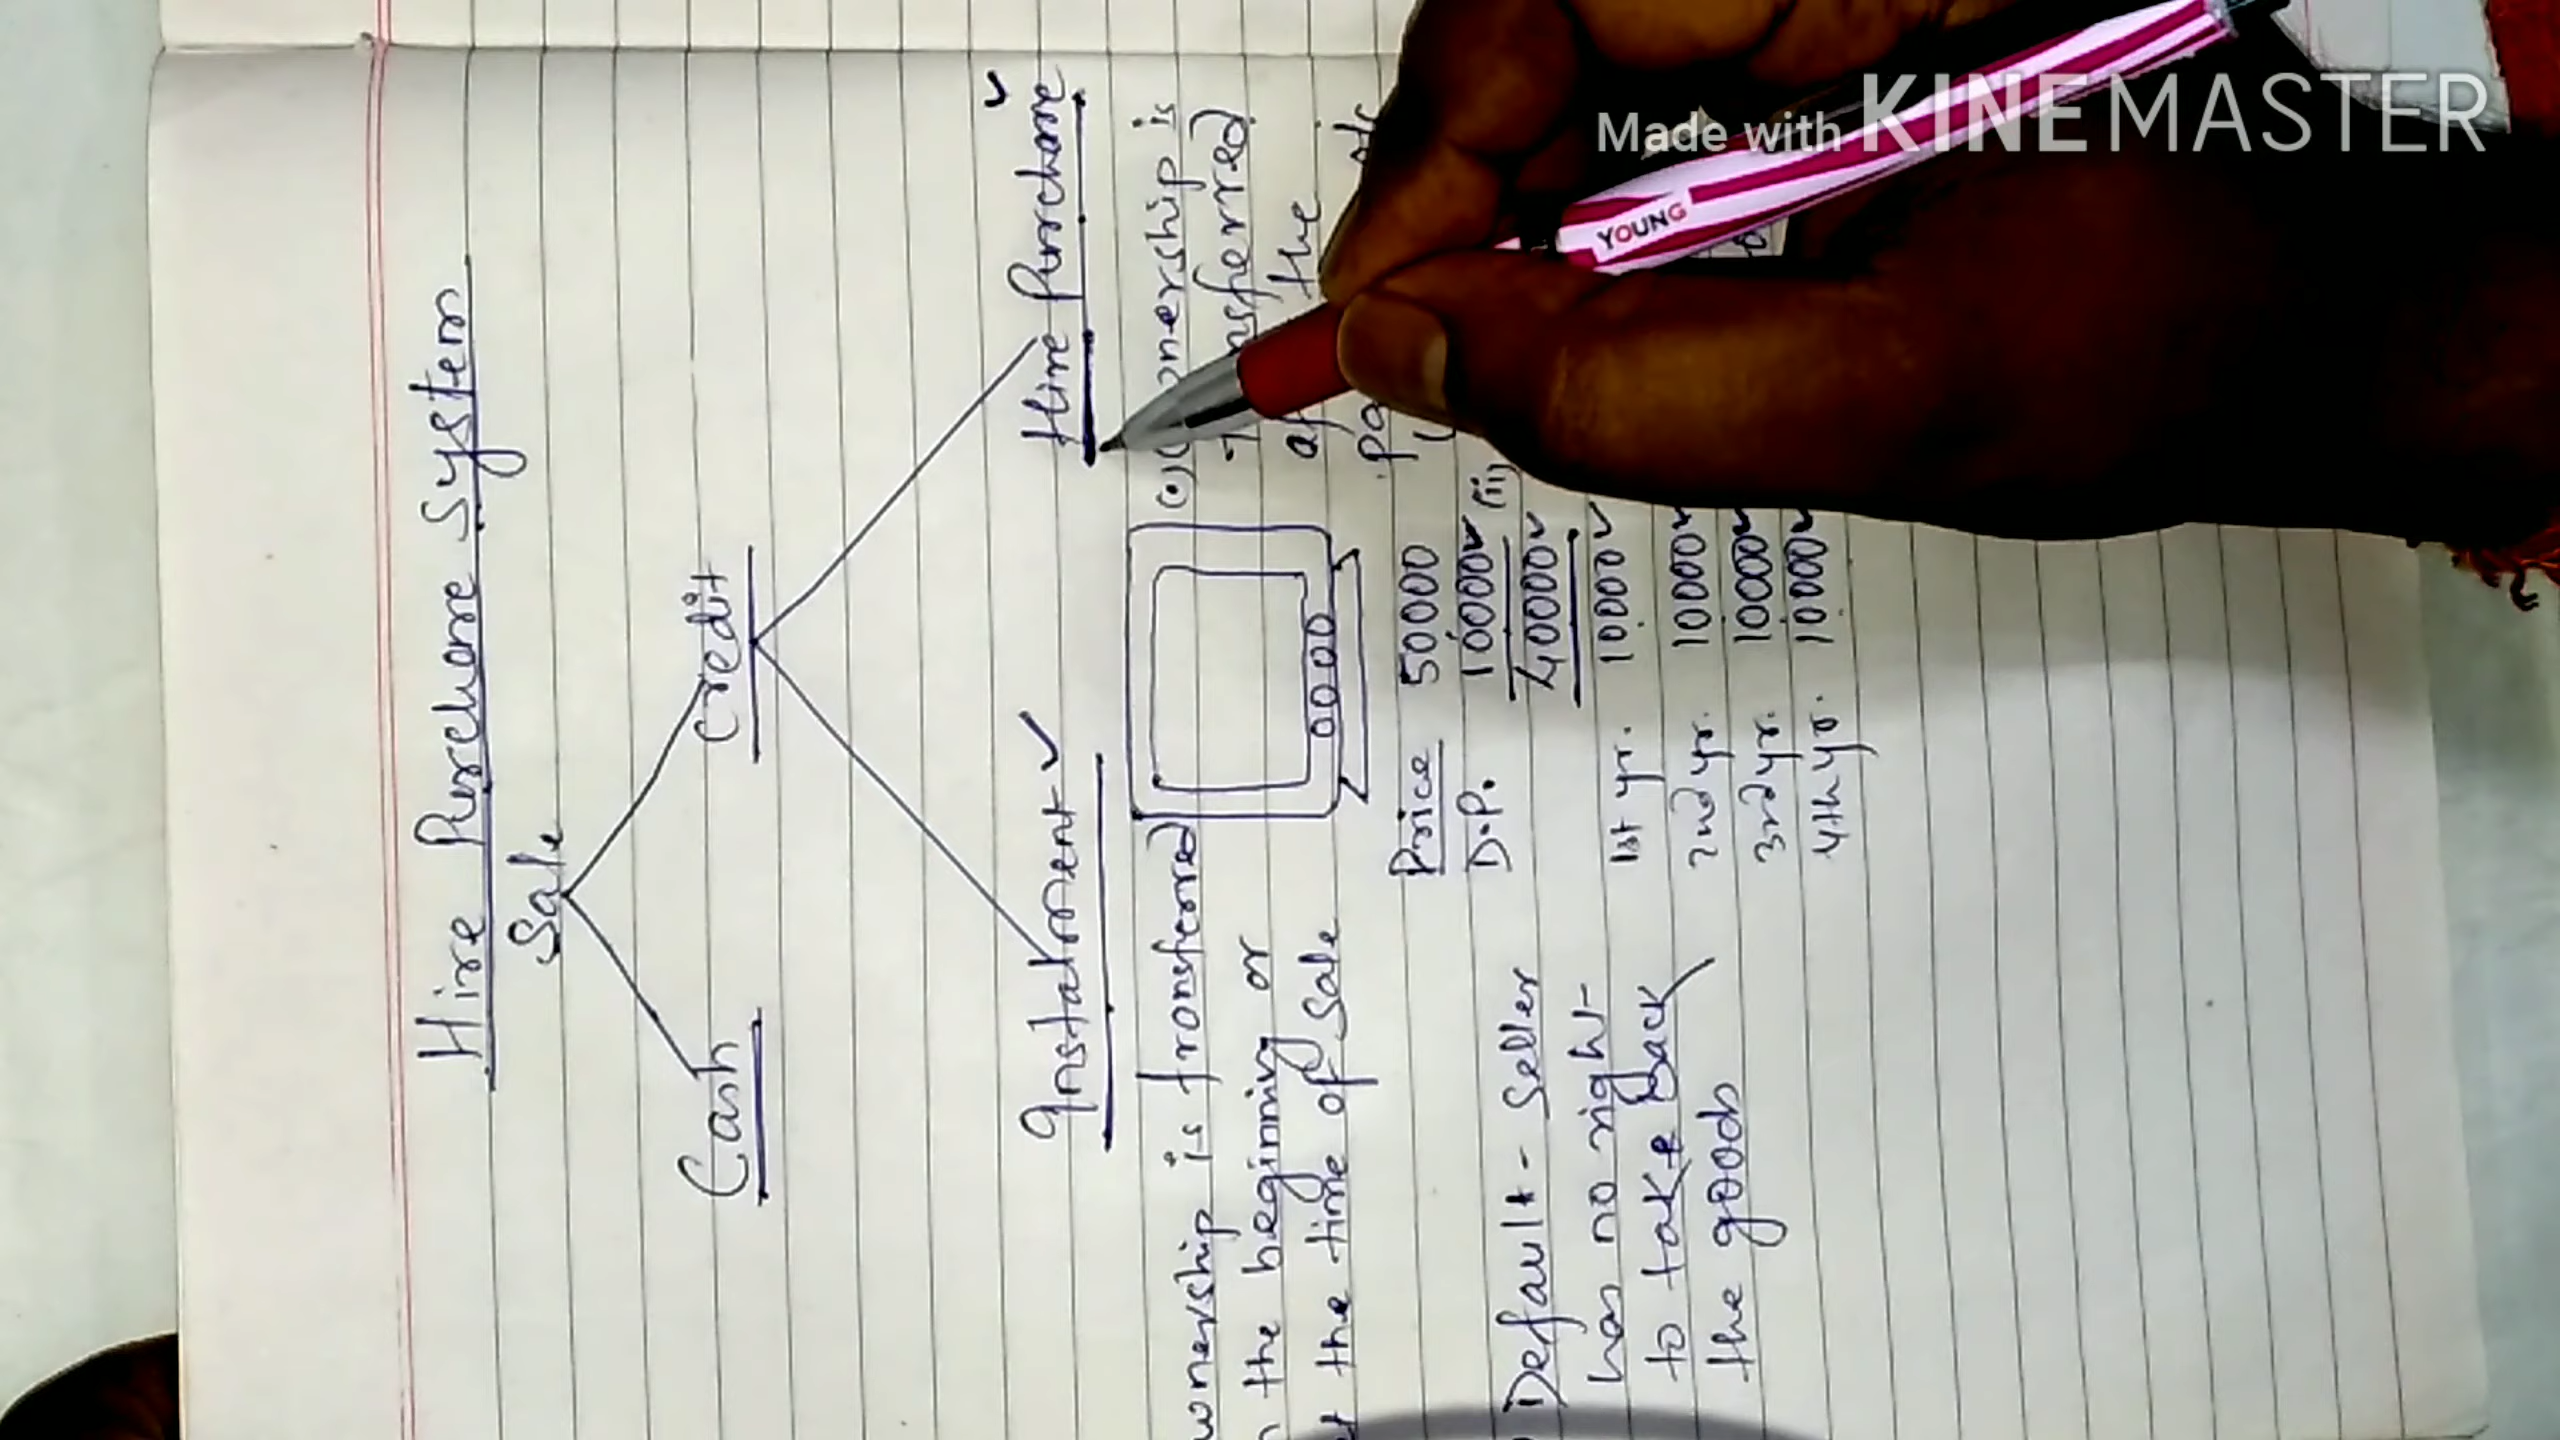 Hire Purchase System
Sale
Cash
Credit
Instalment
Hire Purchase
wnership is transferred
the beginning or
the time of Sale
Default - Seller
has no right
to take back
the goods
Price 50000
D.P. 10000
40000
1st yr. 10000
2nd yr. 10000
3rd yr. 10000
4th yr. 10000
(i) ownership is
transferred
the
(ii)
YOUNG
Made with KINEMASTER